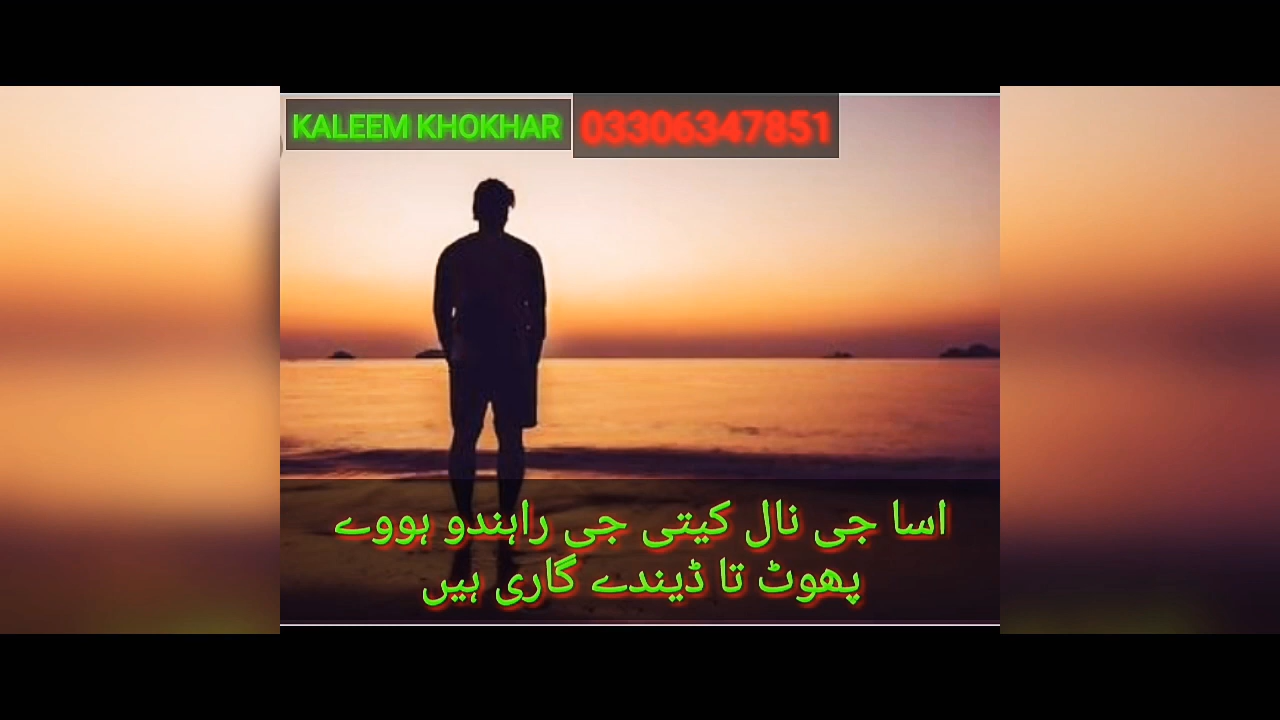 KALEEM KHOKHAR
03306347851
اسا جی نال کیتی جی راہندو ہووے
پھوٹ تا ڈیندے گاری ہیں